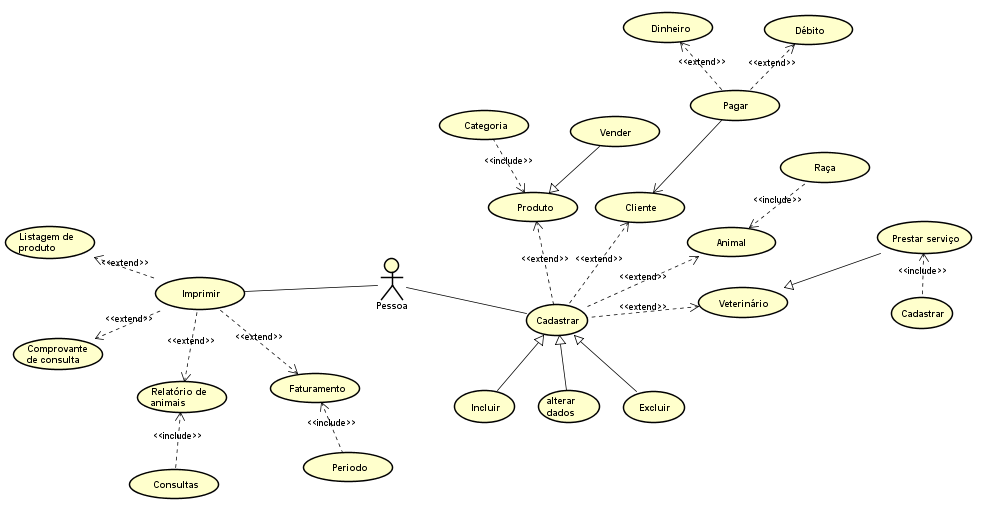 Dinheiro
Débito
<<extend>>
<<extend>>
Pagar
Categoria
Vender
<<include>>
Raça
<<include>>
Produto
Cliente
Listagem de
produto
Animal
Prestar serviço
<<extend>>
<<extend>>
<<extend>>
<<extend>>
<<include>>
Imprimir
Pessoa
<<extend>>
Veterinário
Cadastrar
Cadastrar
<<extend>>
<<extend>>
<<extend>>
Comprovante
de consulta
Relatório de
animais
Faturamento
Incluir
alterar
dados
Excluir
<<include>>
<<include>>
Periodo
Consultas